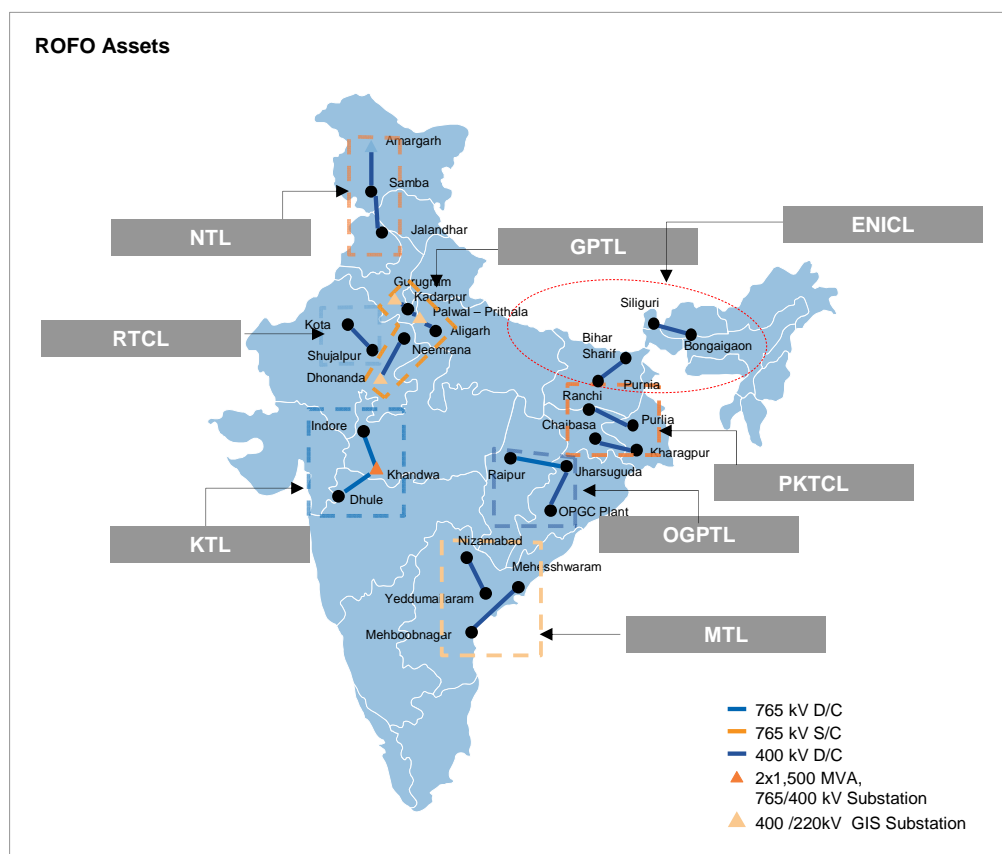 ROFO Assets
Amargarh
Samba
NTL
Jalandhar
ENICL
GPTL
Gurugram
Kadarpur
Palwal – Prithala
Siliguri
Kota
Aligarh
RTCL
Neemrana
Bongaigaon
Bihar
Sharif
Shujalpur
Dhonanda
Purnia
Ranchi
Indore
Chaibasa
Purlia
Kharagpur
Khandwa
Raipur
Jharsuguda
PKTCL
Dhule
OPGC Plant
OGPTL
KTL
Nizamabad
Mehesshwaram
Yeddumailaram
Mehboobnagar
MTL
765 kV D/C
765 kV S/C
400 kV D/C
2x1,500 MVA,
765/400 kV Substation
400 /220kV GIS Substation